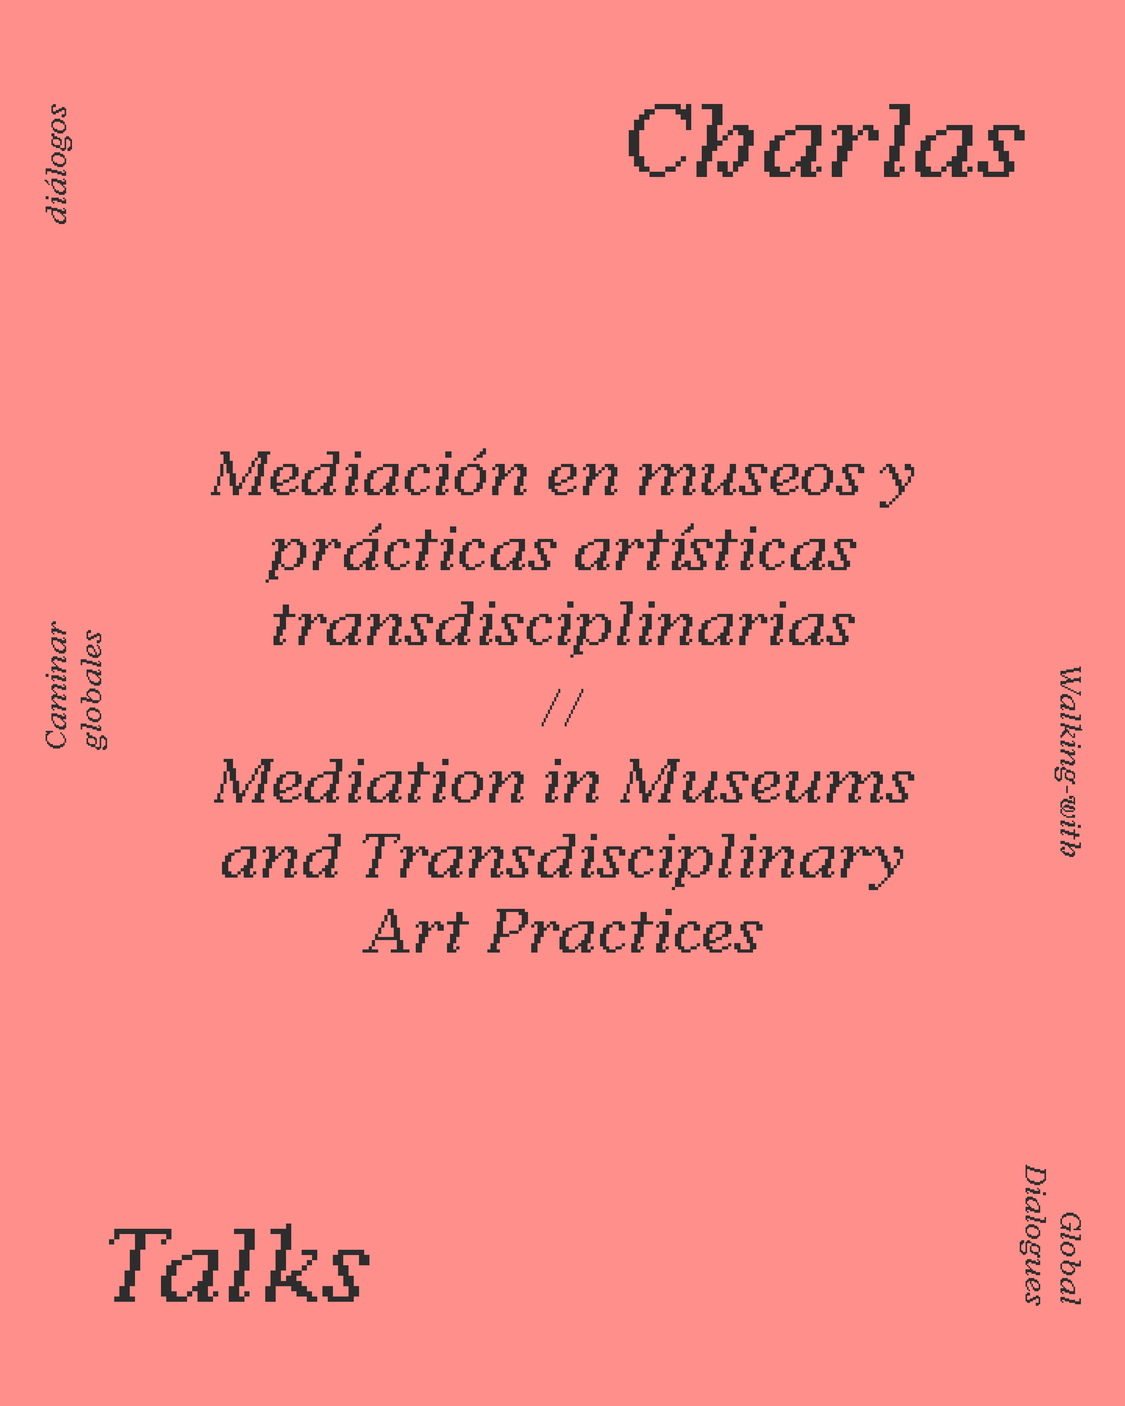 diálogos
Charlas
Mediación en museos y
prácticas artísticas
transdisciplinarias
//
Mediation in Museums
and Transdisciplinary
Art Practices
Caminar
globales
Walking-with
Global
Dialogues
Talks